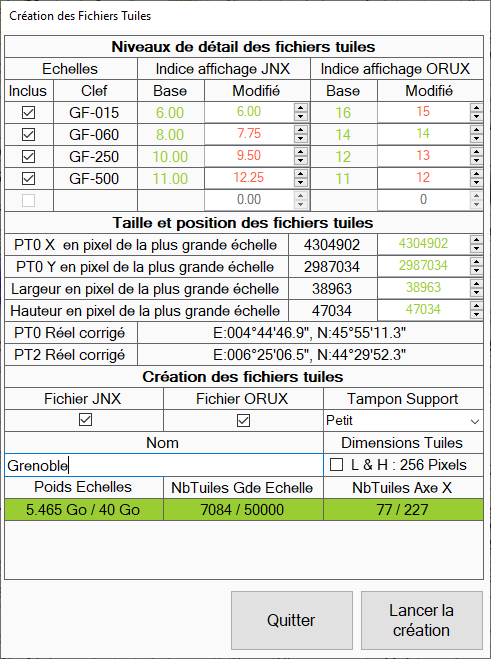 Création des Fichiers Tuiles
Niveaux de détail des fichiers tuiles
Echelles Indice affichage JNX Indice affichage ORUX
Inclus Clef Base Modifié Base Modifié
GF-015 6.00 6.00 16 15
GF-060 8.00 7.75 14 14
GF-250 10.00 9.50 12 13
GF-500 11.00 12.25 11 12
0.00 0
Taille et position des fichiers tuiles
PT0 X en pixel de la plus grande échelle 4304902 4304902
PT0 Y en pixel de la plus grande échelle 2987034 2987034
Largeur en pixel de la plus grande échelle 38963 38963
Hauteur en pixel de la plus grande échelle 47034 47034
PT0 Réel corrigé E:004°44'46.9", N:45°55'11.3"
PT2 Réel corrigé E:006°25'06.5", N:44°29'52.3"
Création des fichiers tuiles
Fichier JNX Fichier ORUX Tampon Support
Petit
Nom Dimensions Tuiles
Grenoble L & H : 256 Pixels
Poids Echelles NbTuiles Gde Echelle NbTuiles Axe X
5.465 Go / 40 Go 7084 / 50000 77 / 227
Quitter Lancer la
création